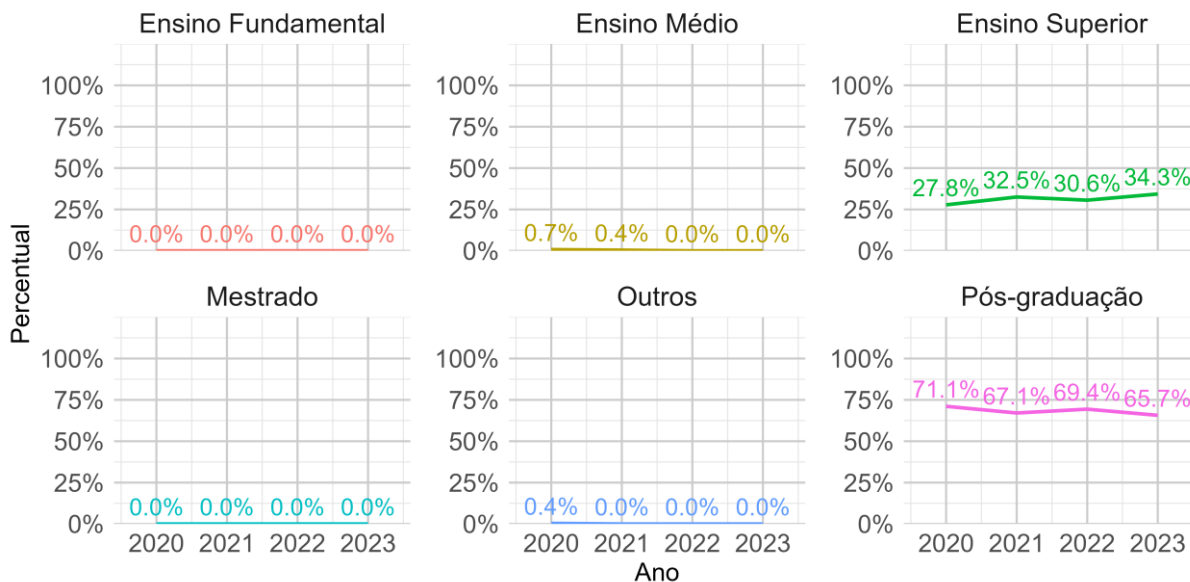 Ensino Fundamental
Ensino Médio
Ensino Superior
100%
75%
50%
25%
0%
0.0% 0.0% 0.0% 0.0%
100%
75%
50%
25%
0%
0.7% 0.4% 0.0% 0.0%
100%
75%
50%
25%
0%
27.8% 32.5% 30.6% 34.3%
Percentual
Mestrado
Outros
Pós-graduação
100%
75%
50%
25%
0%
0.0% 0.0% 0.0% 0.0%
2020 2021 2022 2023
100%
75%
50%
25%
0%
0.4% 0.0% 0.0% 0.0%
2020 2021 2022 2023
100%
75%
50%
25%
0%
71.1% 67.1% 69.4% 65.7%
2020 2021 2022 2023
Ano